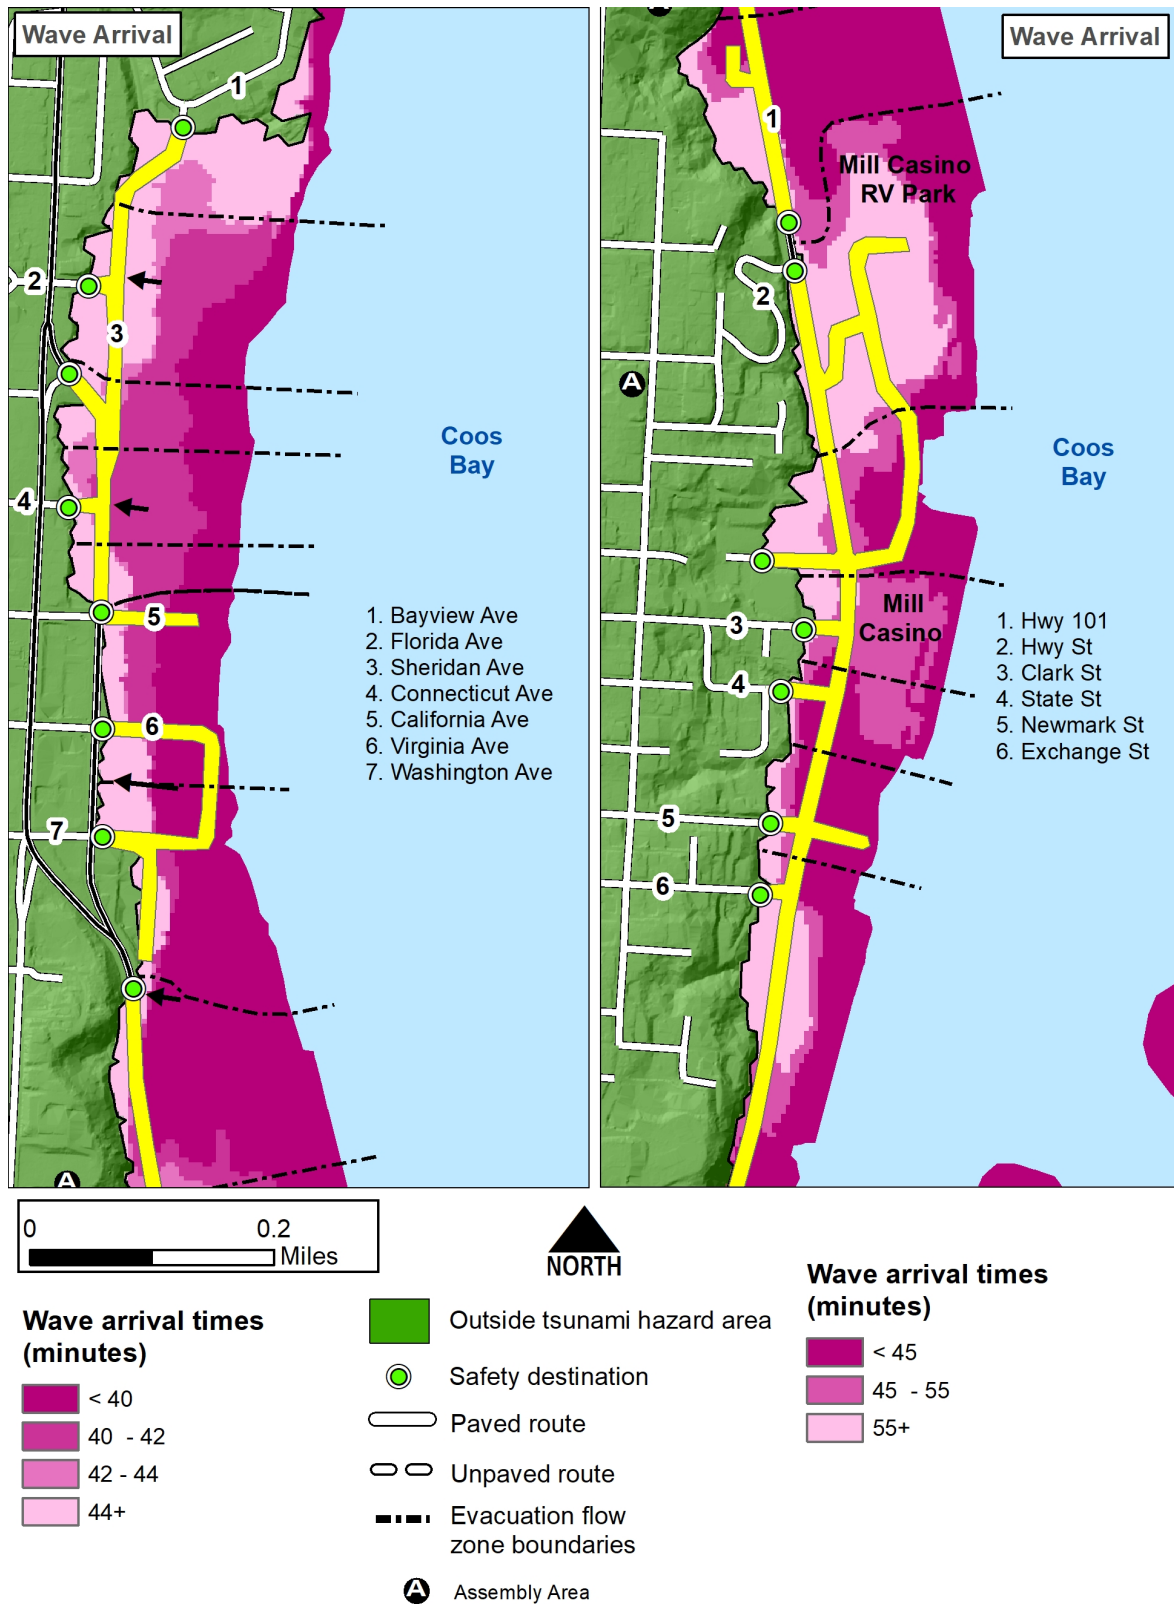 Wave Arrival
1
2
3
4
5
6
7
Coos
Bay
1. Bayview Ave
2. Florida Ave
3. Sheridan Ave
4. Connecticut Ave
5. California Ave
6. Virginia Ave
7. Washington Ave
A
Wave Arrival
1
Mill Casino
RV Park
2
A
Coos
Bay
Mill
Casino
3
4
5
6
1. Hwy 101
2. Hwy St
3. Clark St
4. State St
5. Newmark St
6. Exchange St
0 0.2
Miles
NORTH
Wave arrival times
(minutes)
< 40
40 - 42
42 - 44
44+
Outside tsunami hazard area
Safety destination
Paved route
Unpaved route
Evacuation flow
zone boundaries
A Assembly Area
Wave arrival times
(minutes)
< 45
45 - 55
55+